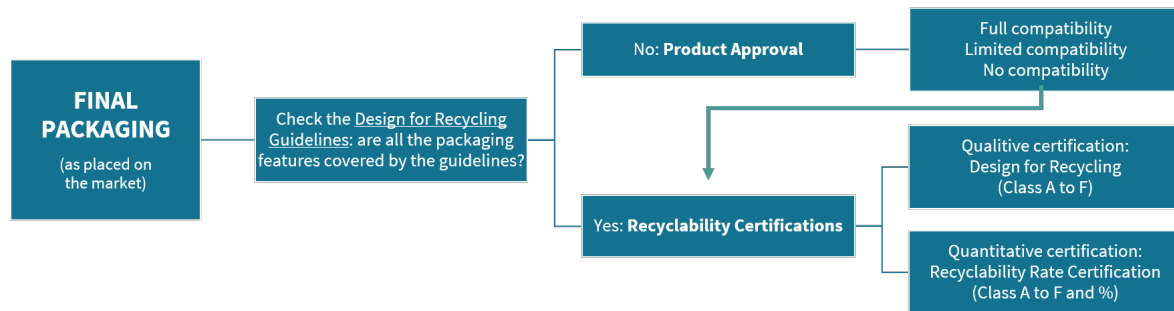 FINAL
PACKAGING
(as placed on
the market)
Check the Design for Recycling
Guidelines: are all the packaging
features covered by the guidelines?
No: Product Approval
Full compatibility
Limited compatibility
No compatibility
Yes: Recyclability Certifications
Qualitive certification:
Design for Recycling
(Class A to F)
Quantitative certification:
Recyclability Rate Certification
(Class A to F and %)